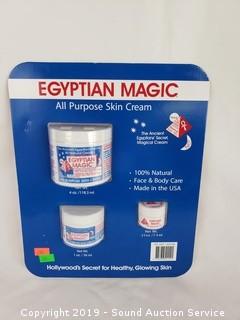 EGYPTIAN MAGIC
All Purpose Skin Cream
The Ancient
Egyptians' Secret
Magical Cream
EGYPTIAN
MAGIC
• 100% Natural
• Face & Body Care
• Made in the USA
Hollywood's Secret for Healthy, Glowing Skin
Copyright 2019 - Sound Auction Service